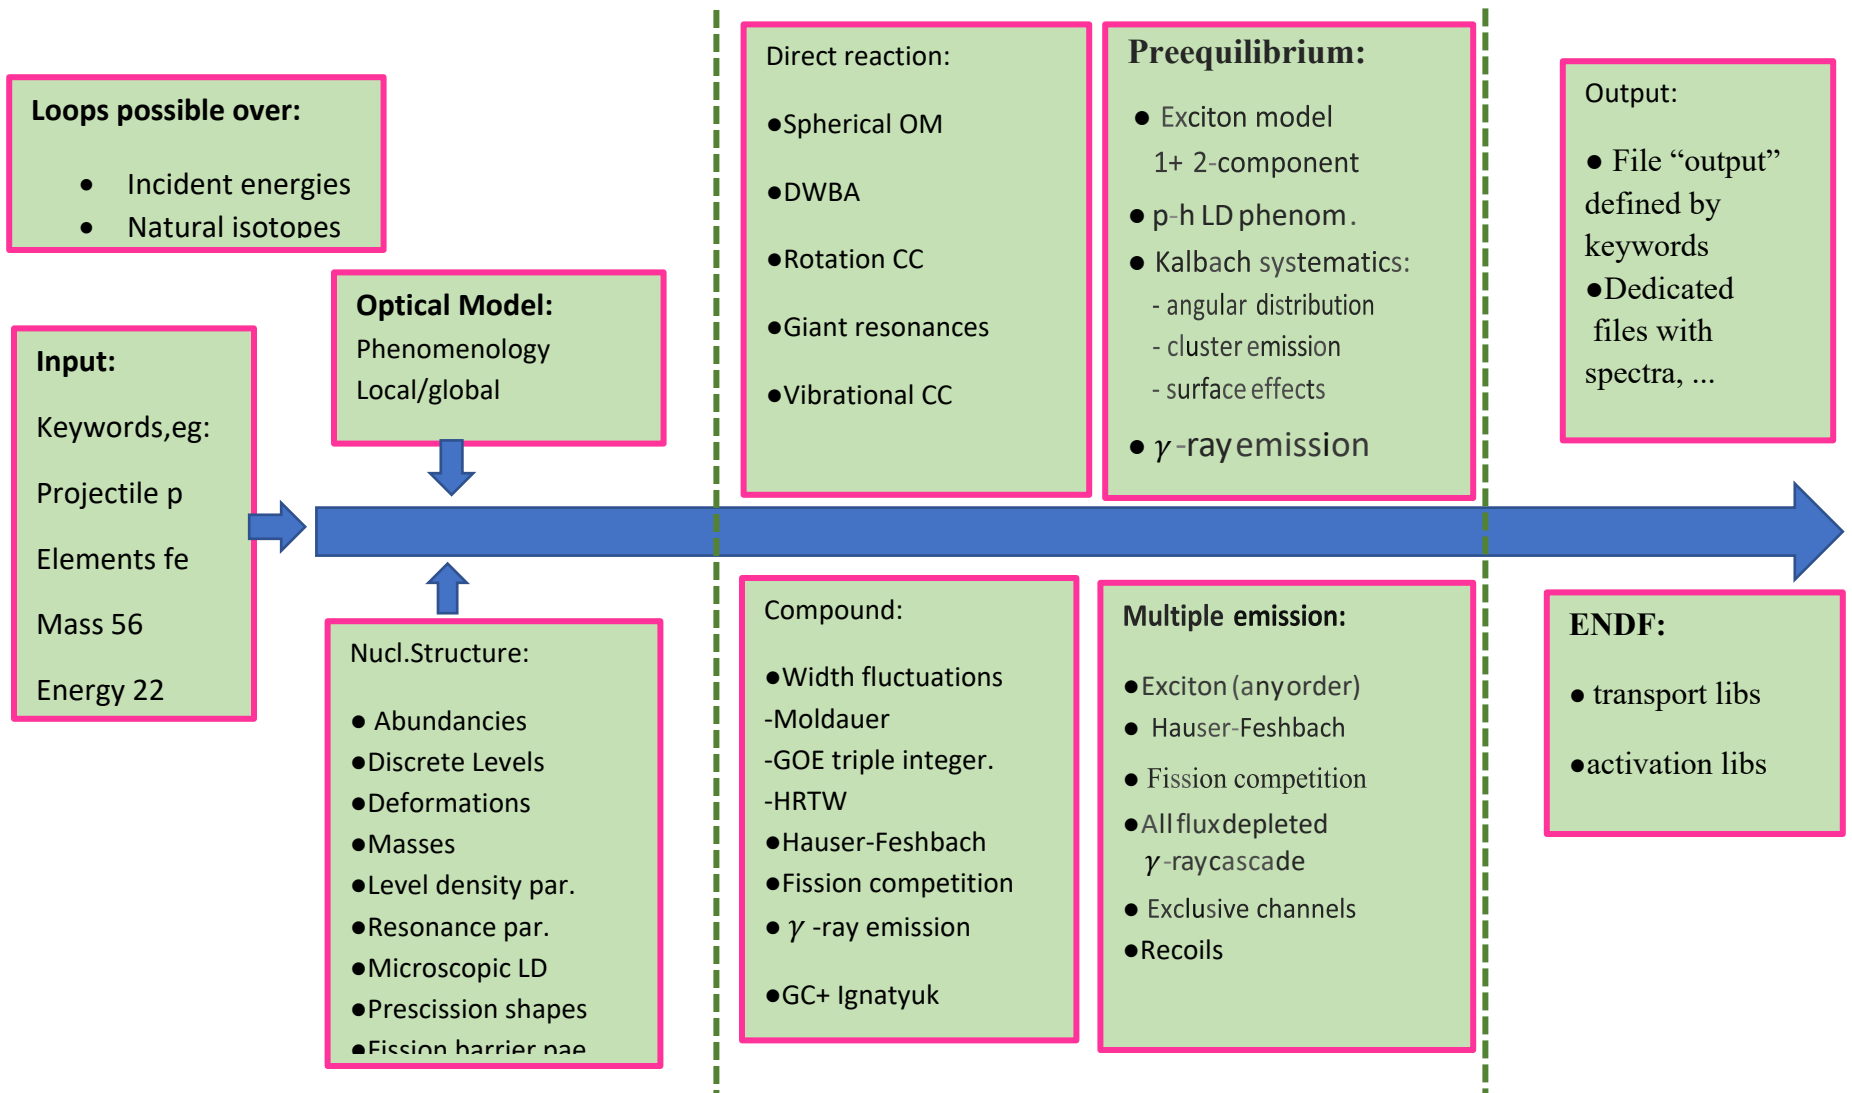 Loops possible over:
• Incident energies
• Natural isotopes
Input:
Keywords,eg:
Projectile p
Elements fe
Mass 56
Energy 22
Optical Model:
Phenomenology
Local/global
Nucl.Structure:
● Abundancies
●Discrete Levels
●Deformations
●Masses
●Level density par.
●Resonance par.
●Microscopic LD
●Prescission shapes
●Fission barrier pae
Direct reaction:
●Spherical OM
●DWBA
●Rotation CC
●Giant resonances
●Vibrational CC
Preequilibrium:
● Exciton model
1+ 2-component
● p-h LD phenom.
● Kalbach systematics:
- angular distribution
- cluster emission
- surface effects
● γ -ray emission
Compound:
●Width fluctuations
-Moldauer
-GOE triple integer.
-HRTW
●Hauser-Feshbach
●Fission competition
● γ -ray emission
●GC+ Ignatyuk
Multiple emission:
●Exciton (any order)
● Hauser-Feshbach
● Fission competition
●All flux depleted
γ -ray cascade
● Exclusive channels
●Recoils
Output:
● File “output”
defined by
keywords
●Dedicated
files with
spectra, ...
ENDF:
● transport libs
●activation libs